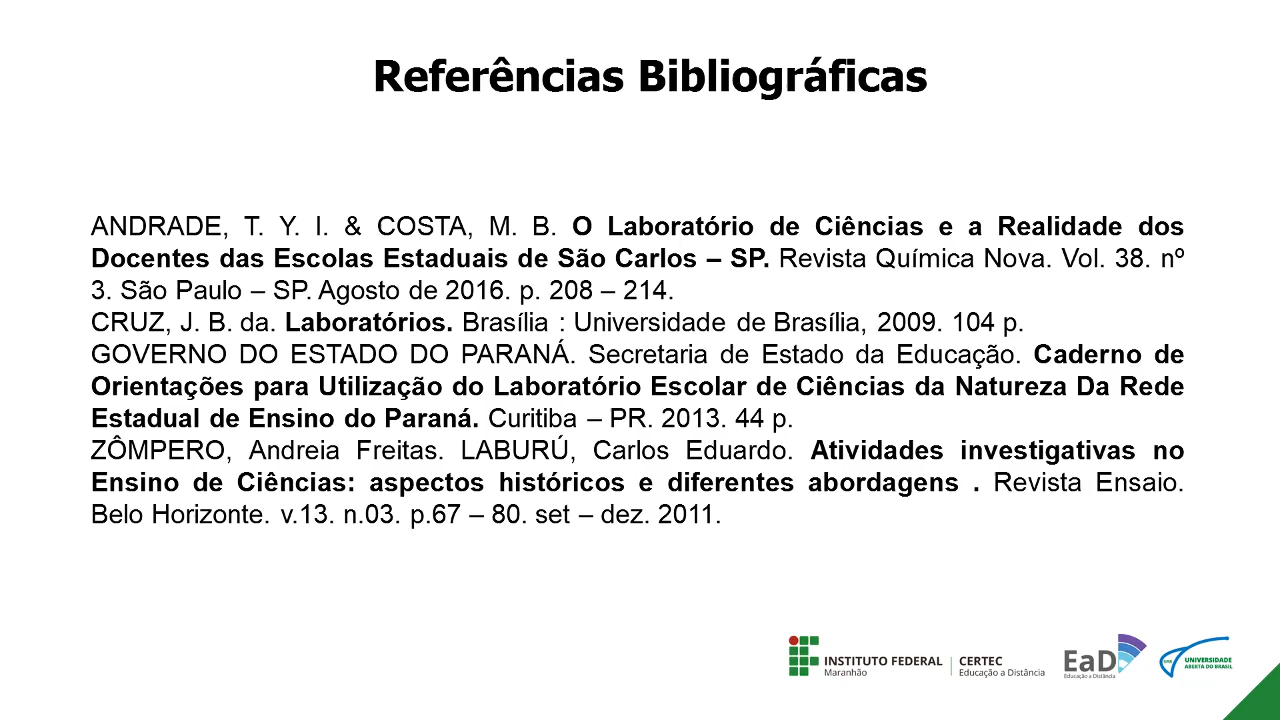 Referências Bibliográficas
ANDRADE, T. Y. I. & COSTA, M. B. O Laboratório de Ciências e a Realidade dos
Docentes das Escolas Estaduais de São Carlos – SP. Revista Química Nova. Vol. 38. nº
3. São Paulo – SP. Agosto de 2016. p. 208 – 214.
CRUZ, J. B. da. Laboratórios. Brasília : Universidade de Brasília, 2009. 104 p.
GOVERNO DO ESTADO DO PARANÁ. Secretaria de Estado da Educação. Caderno de
Orientações para Utilização do Laboratório Escolar de Ciências da Natureza Da Rede
Estadual de Ensino do Paraná. Curitiba – PR. 2013. 44 p.
ZÔMPERO, Andreia Freitas. LABURÚ, Carlos Eduardo. Atividades investigativas no
Ensino de Ciências: aspectos históricos e diferentes abordagens . Revista Ensaio.
Belo Horizonte. v.13. n.03. p.67 – 80. set – dez. 2011.
INSTITUTO FEDERAL
Maranhão
CERTEC
Educação a Distância
EaD
Educação a Distância
UNIVERSIDADE
ABERTA DO BRASIL